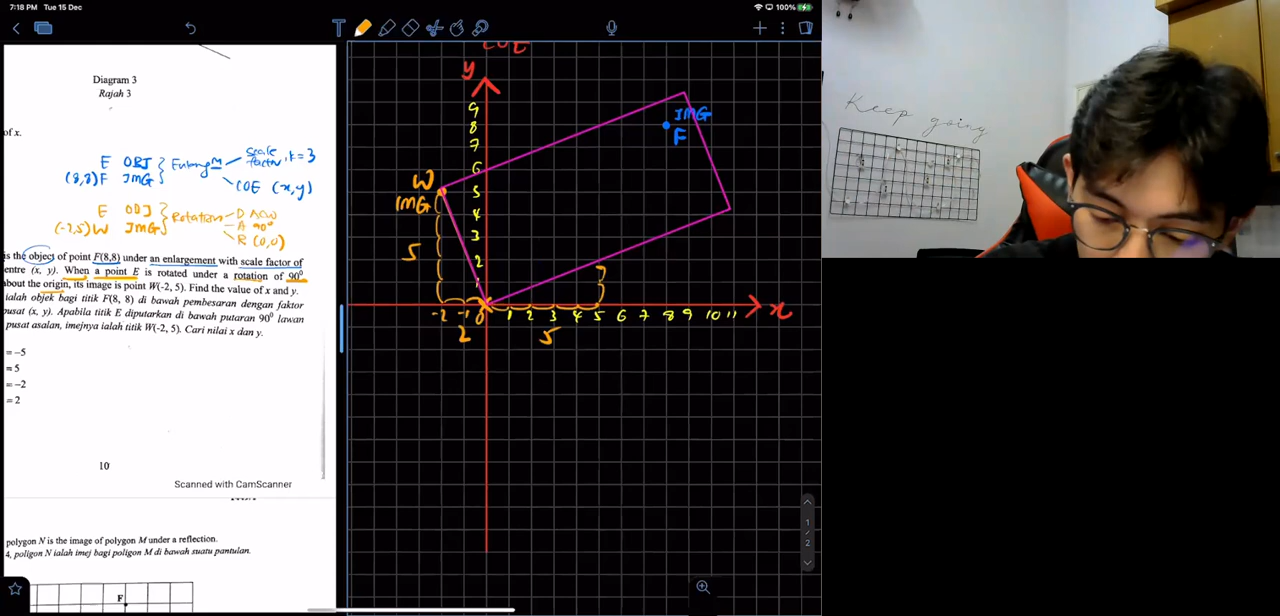 7:18 PM Tue 15 Dec
100%
Diagram 3
Rajah 3
of x.
E OBJ
(8,8) F IMG
Enlargm
Scale factor, k = 3
COE (x,y)
E OBJ
(-2,5) W IMG
Rotation
D ACW
A 90°
R (0,0)
is the object of point F(8,8) under an enlargement with scale factor of
entre (x, y). When a point E is rotated under a rotation of 90°
about the origin, its image is point W(-2, 5). Find the value of x and y.
ialah objek bagi titik F(8, 8) di bawah pembesaran dengan faktor
pusat (x, y). Apabila titik E diputarkan di bawah putaran 90° lawan
pusat asalan, imejnya ialah titik W(-2, 5). Cari nilai x dan y.
= -5
= 5
= -2
= 2
10
Scanned with CamScanner
polygon N is the image of polygon M under a reflection.
4, poligon N ialah imej bagi poligon M di bawah suatu pantulan.
F
COE
y
9
8
7
6
5
4
3
2
1
W
IMG
5
IMG
F
-2 -1 0 1 2 3 4 5 6 7 8 9 10 11
x
2
5
1
2
Keep going